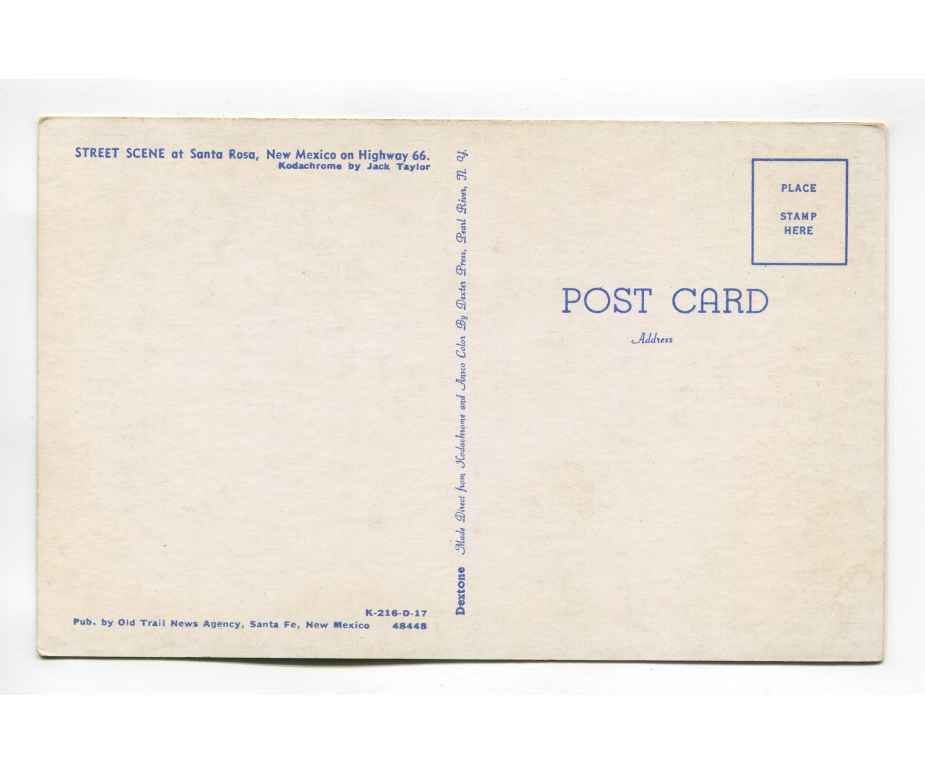 STREET SCENE at Santa Rosa, New Mexico on Highway 66.
Kodachrome by Jack Taylor
K-216-D-17
Pub. by Old Trail News Agency, Santa Fe, New Mexico 48448
Dextone Made Direct from Kodachrome and Ansco Color By Dexter Press, Pearl River, N. Y.
PLACE
STAMP
HERE
POST CARD
Address